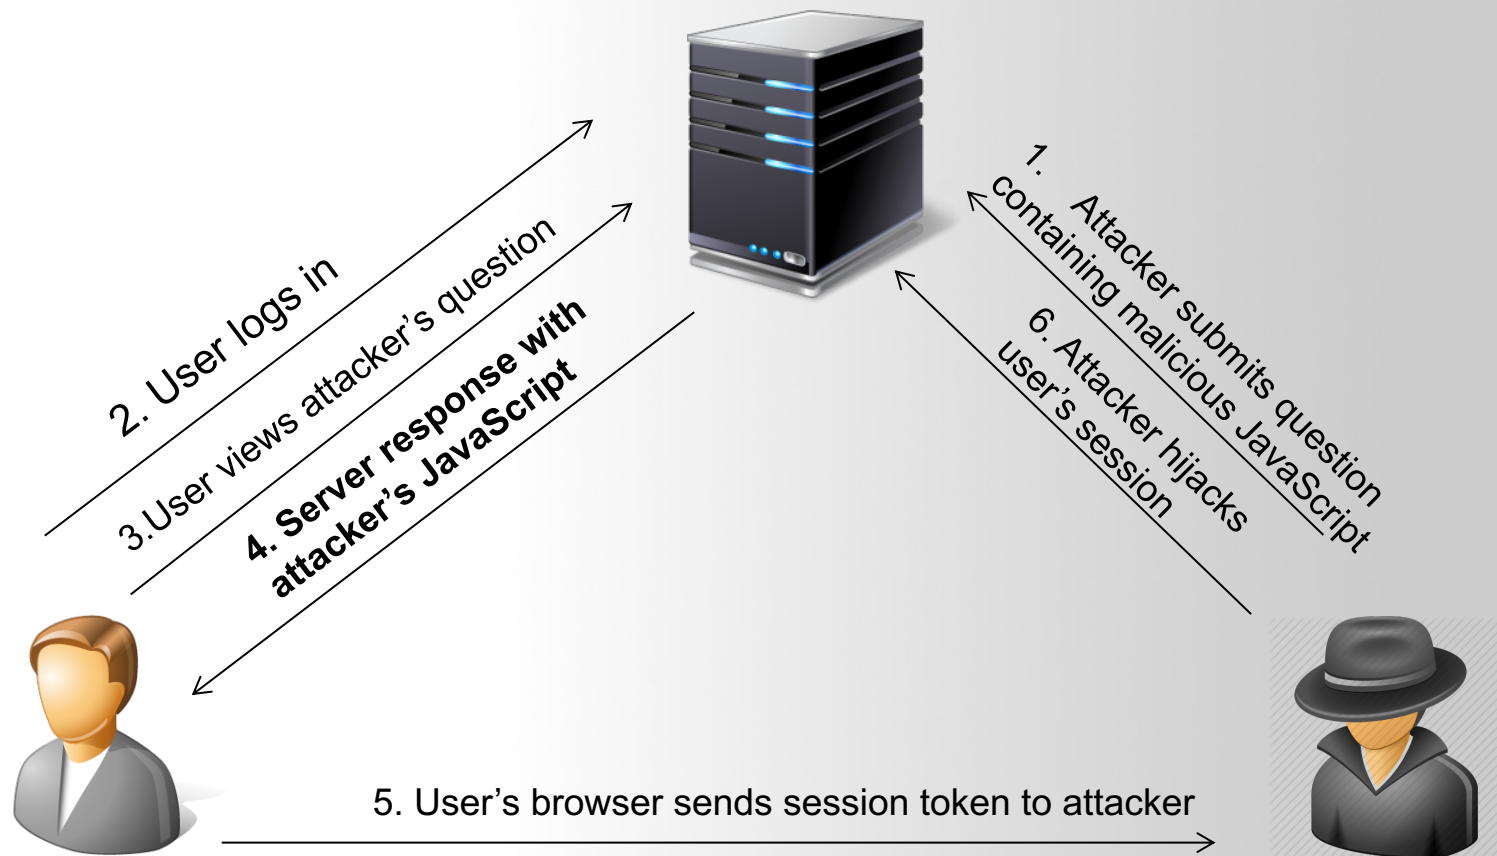 1. Attacker submits question
containing malicious JavaScript
2. User logs in
3.User views attacker’s question
4. Server response with
attacker’s JavaScript
5. User’s browser sends session token to attacker
6. Attacker hijacks
user’s session